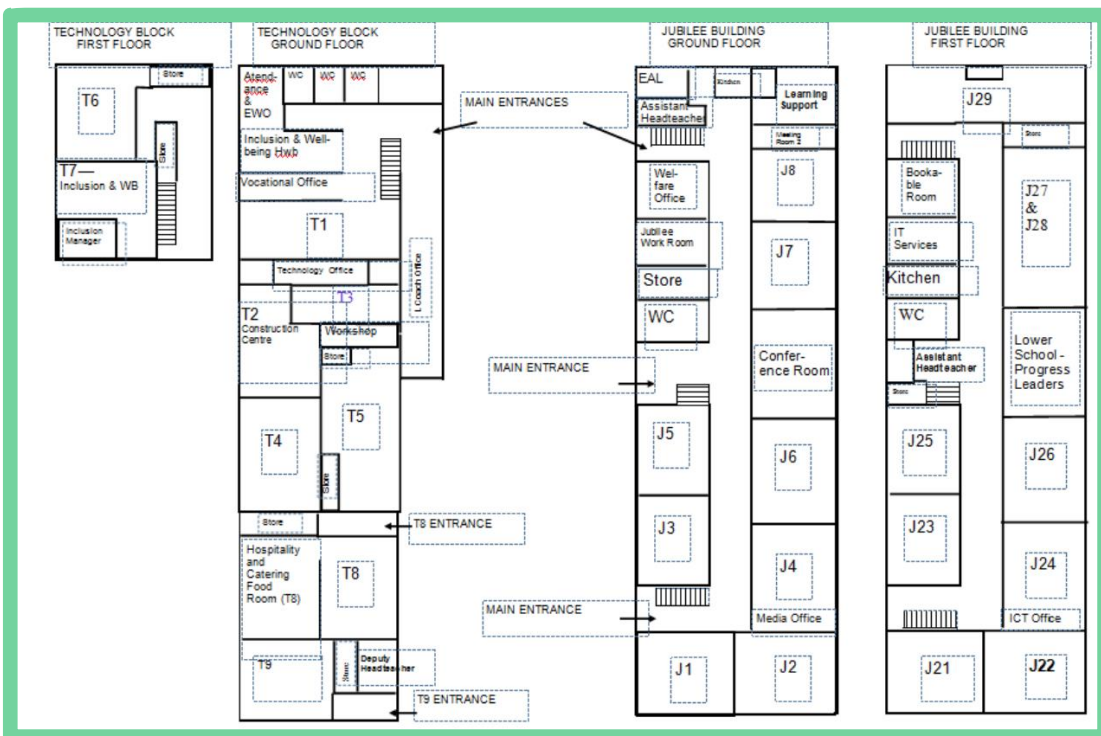 TECHNOLOGY BLOCK
FIRST FLOOR
Store
T6
Store
T7—
Inclusion & WB
Inclusion
Manager
TECHNOLOGY BLOCK
GROUND FLOOR
Atend-
ance
&
EWO
WC
WC
WC
Inclusion & Well-
being Hwb
Vocational Office
T1
Technology Office
L Coach Office
T3
T2
Construction
Centre
Workshop
Store
T5
T4
Store
Store
Hospitality
and
Catering
Food
Room (T8)
T8
T9
Store
Deputy
Headteacher
MAIN ENTRANCES
MAIN ENTRANCE
T8 ENTRANCE
MAIN ENTRANCE
T9 ENTRANCE
JUBILEE BUILDING
GROUND FLOOR
EAL
Kitchen
Learning
Support
Assistant
Headteacher
Meeting
Room 2
Wel-
fare
Office
J8
Jubilee
Work Room
J7
Store
WC
Confer-
ence Room
J5
J6
J3
J4
Media Office
J1
J2
JUBILEE BUILDING
FIRST FLOOR
J29
Store
Booka-
ble
Room
J27
&
J28
IT
Services
Kitchen
WC
Lower
School -
Progress
Leaders
Assistant
Headteacher
Store
J25
J26
J23
J24
ICT Office
J21
J22